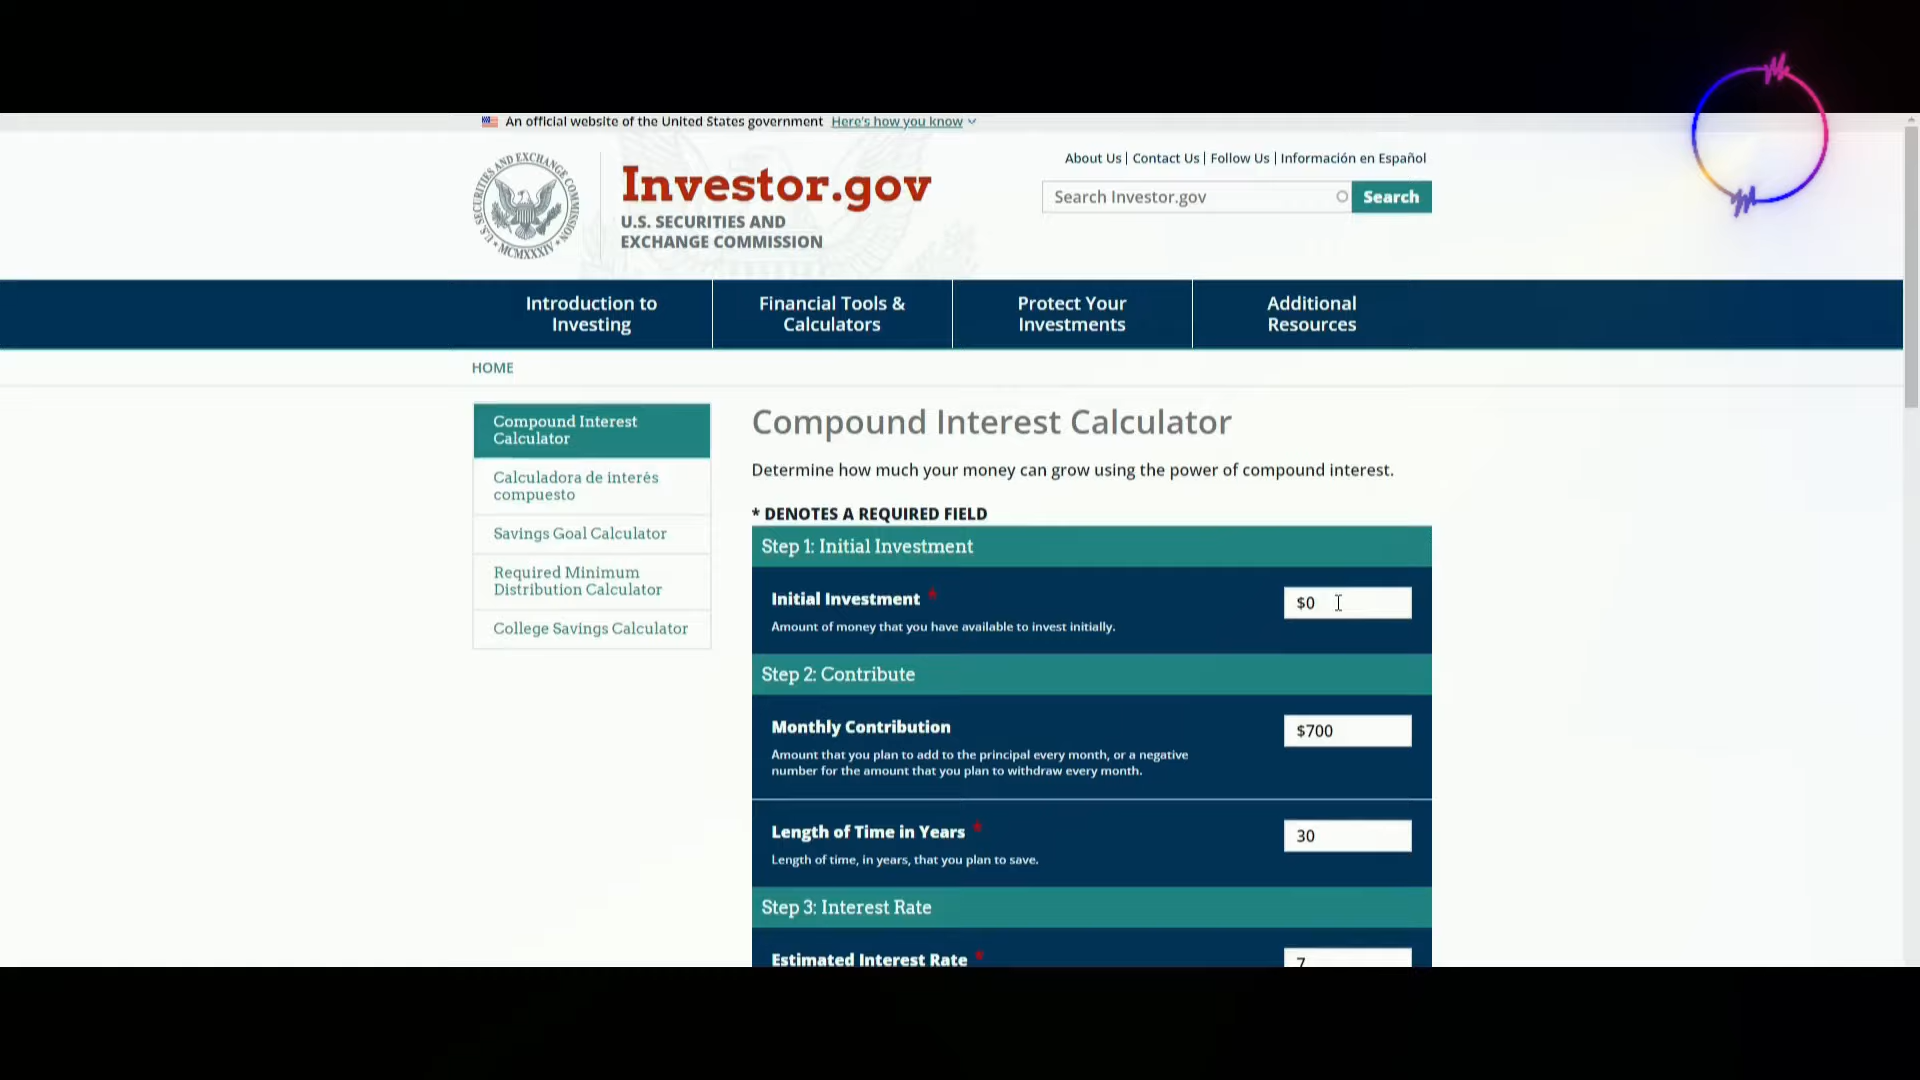 An official website of the United States government Here's how you know
U.S. SECURITIES AND EXCHANGE COMMISSION
MCMXXXIV
Investor.gov
U.S. SECURITIES AND
EXCHANGE COMMISSION
About Us | Contact Us | Follow Us | Información en Español
Search Investor.gov
Search
Introduction to
Investing
Financial Tools &
Calculators
Protect Your
Investments
Additional
Resources
HOME
Compound Interest
Calculator
Calculadora de interés
compuesto
Savings Goal Calculator
Required Minimum
Distribution Calculator
College Savings Calculator
Compound Interest Calculator
Determine how much your money can grow using the power of compound interest.
* DENOTES A REQUIRED FIELD
Step 1: Initial Investment
Initial Investment *
$0
Amount of money that you have available to invest initially.
Step 2: Contribute
Monthly Contribution
$700
Amount that you plan to add to the principal every month, or a negative
number for the amount that you plan to withdraw every month.
Length of Time in Years *
30
Length of time, in years, that you plan to save.
Step 3: Interest Rate
Estimated Interest Rate *
7